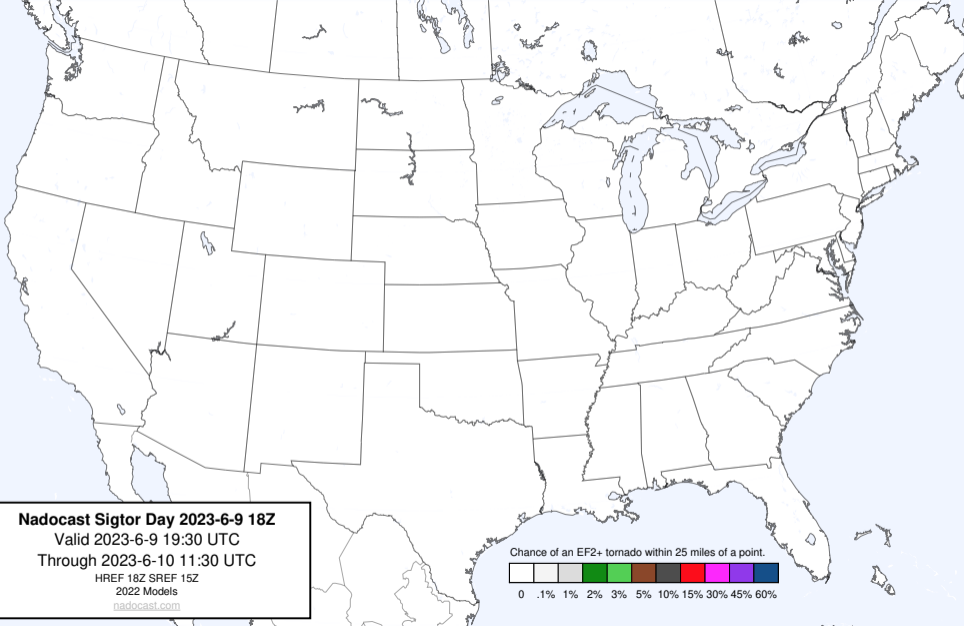 Nadocast Sigtor Day 2023-6-9 18Z
Valid 2023-6-9 19:30 UTC
Through 2023-6-10 11:30 UTC
HREF 18Z SREF 15Z
2022 Models
nadocast.com
Chance of an EF2+ tornado within 25 miles of a point.
0 .1% 1% 2% 3% 5% 10% 15% 30% 45% 60%